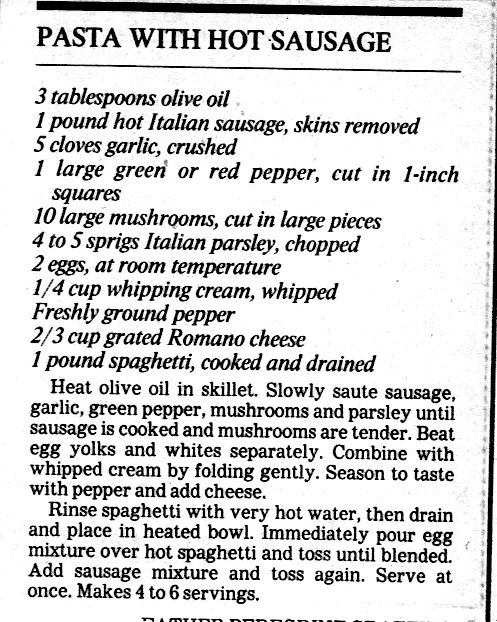 PASTA WITH HOT SAUSAGE
3 tablespoons olive oil
1 pound hot Italian sausage, skins removed
5 cloves garlic, crushed
1 large green or red pepper, cut in 1-inch
squares
10 large mushrooms, cut in large pieces
4 to 5 sprigs Italian parsley, chopped
2 eggs, at room temperature
1/4 cup whipping cream, whipped
Freshly ground pepper
2/3 cup grated Romano cheese
1 pound spaghetti, cooked and drained
Heat olive oil in skillet. Slowly saute sausage,
garlic, green pepper, mushrooms and parsley until
sausage is cooked and mushrooms are tender. Beat
egg yolks and whites separately. Combine with
whipped cream by folding gently. Season to taste
with pepper and add cheese.
Rinse spaghetti with very hot water, then drain
and place in heated bowl. Immediately pour egg
mixture over hot spaghetti and toss until blended.
Add sausage mixture and toss again. Serve at
once. Makes 4 to 6 servings.